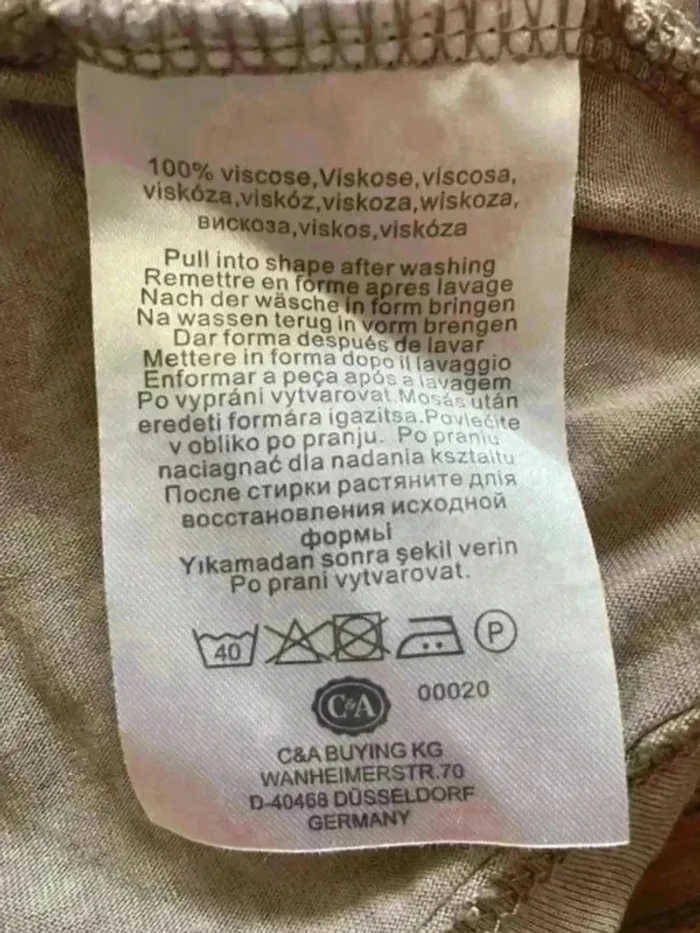 100% viscose,Viskose,viscosa,
viskóza,viskóz,viskoza,wiskoza,
вискоза,viskos,viskóza
Pull into shape after washing
Remettre en forme apres lavage
Nach der wäsche in form bringen
Na wassen terug in vorm brengen
Dar forma después de lavar
Mettere in forma dopo il lavaggio
Enformar a peça após a lavagem
Po vypráni vytvarovat.Mosás után
eredeti formára igazitsa.Povlečite
v obliko po pranju. Po praniu
naciagnać dla nadania ksztaitu
После стирки растяните для
восстановления исходной
формы
Yıkamadan sonra şekil verin
Po prani vytvarovat.
40 P
C&A 00020
C&A BUYING KG
WANHEIMERSTR.70
D-40468 DÜSSELDORF
GERMANY